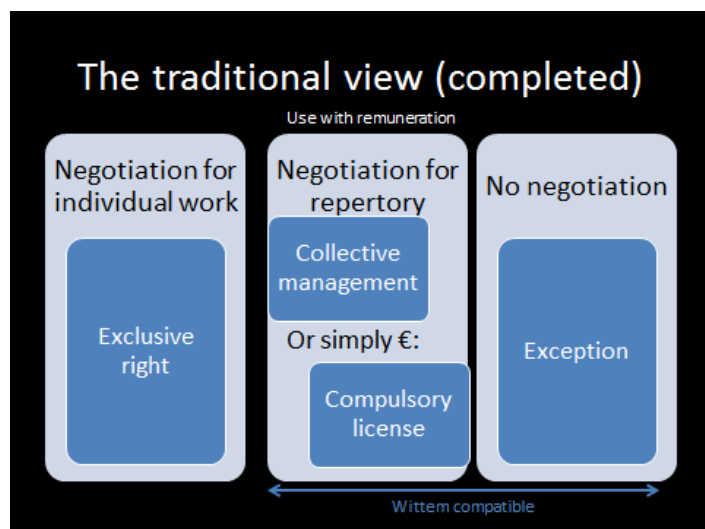 The traditional view (completed)
Use with remuneration
Negotiation for
individual work
Exclusive
right
Negotiation for
repertory
Collective
management
Or simply €:
Compulsory
license
No negotiation
Exception
Wittem compatible